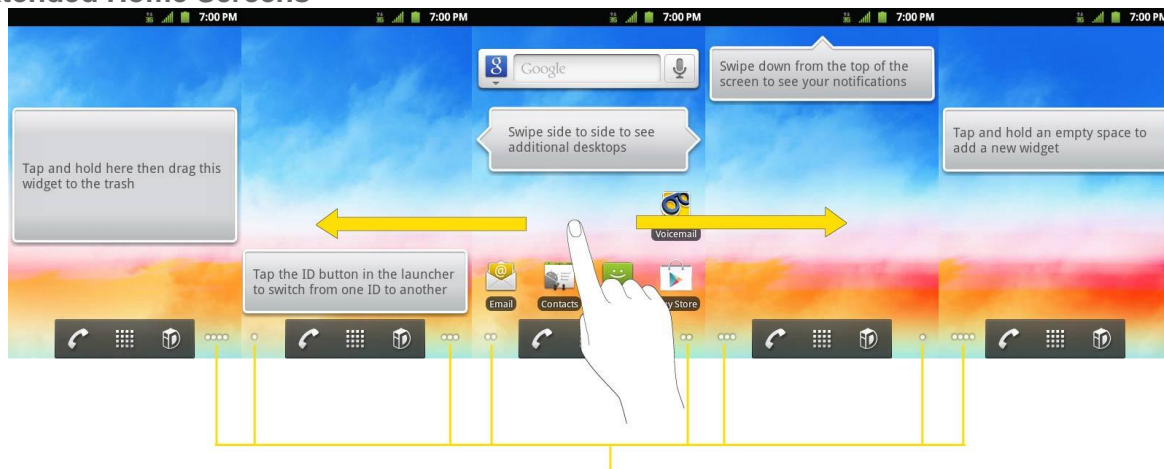 tended Home Screens
7:00 PM
7:00 PM
7:00 PM
7:00 PM
7:00 PM
Tap and hold here then drag this
widget to the trash
Tap the ID button in the launcher
to switch from one ID to another
Google
Swipe side to side to see
additional desktops
Voicemail
Email
Contacts
Store
Swipe down from the top of the
screen to see your notifications
Tap and hold an empty space to
add a new widget